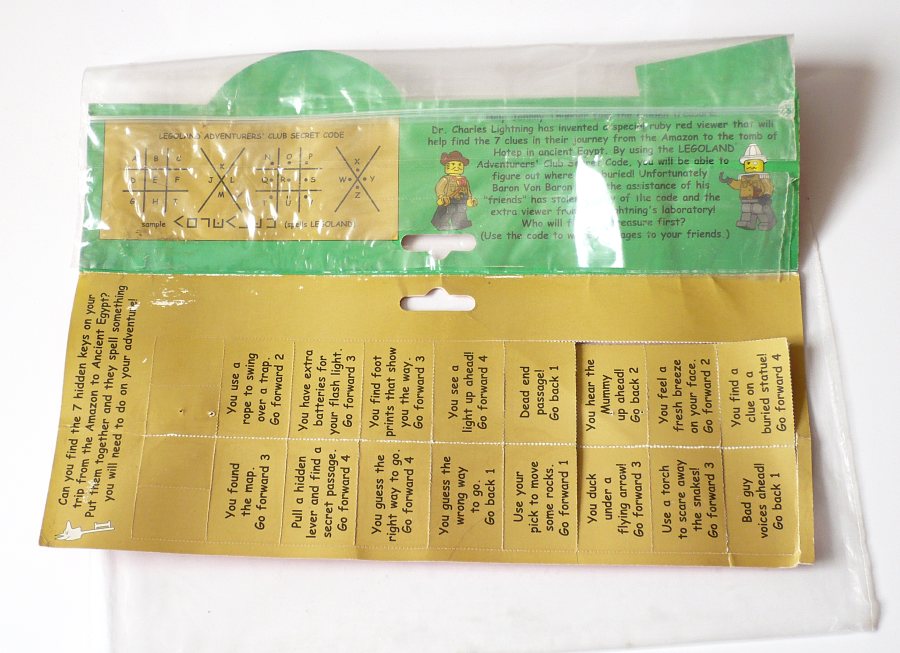 LEGOLAND ADVENTURERS' CLUB SECRET CODE
A B C
D E F
G H I
K
J L
M
N O P
Q R S
T U V
X
W Y
Z
sample (spells LEGOLAND)
Dr. Charles Lightning has invented a special ruby red viewer that will
help find the 7 clues in their journey from the Amazon to the tomb of
Hotep in ancient Egypt. By using the LEGOLAND
Adventurers' Club Secret Code, you will be able to
figure out where buried! Unfortunately
Baron Von Baron the assistance of his
"friends" has stolen of the code and the
extra viewer from Lightning's laboratory!
Who will treasure first?
(Use the code to messages to your friends.)
Can you find the 7 hidden keys on your
trip from the Amazon to Ancient Egypt?
Put them together and they spell something
you will need to do on your adventure!
You use a
rope to swing
over a trap.
Go forward 2
You have extra
batteries for
your flash light.
Go forward 3
You find foot
prints that show
you the way.
Go forward 3
You see a
light up ahead!
Go forward 4
Dead end
passage!
Go back 1
You hear the
Mummy
up ahead!
Go back 2
You feel a
fresh breeze
on your face.
Go forward 2
You find a
clue on a
buried statue!
Go forward 4
You found
the map.
Go forward 3
Pull a hidden
lever and find a
secret passage.
Go forward 4
You guess the
right way to go.
Go forward 4
You guess the
wrong way
to go.
Go back 1
Use your
pick to move
some rocks.
Go forward 1
You duck
under a
flying arrow!
Go forward 3
Use a torch
to scare away
the snakes!
Go forward 3
Bad guy
voices ahead!
Go back 1